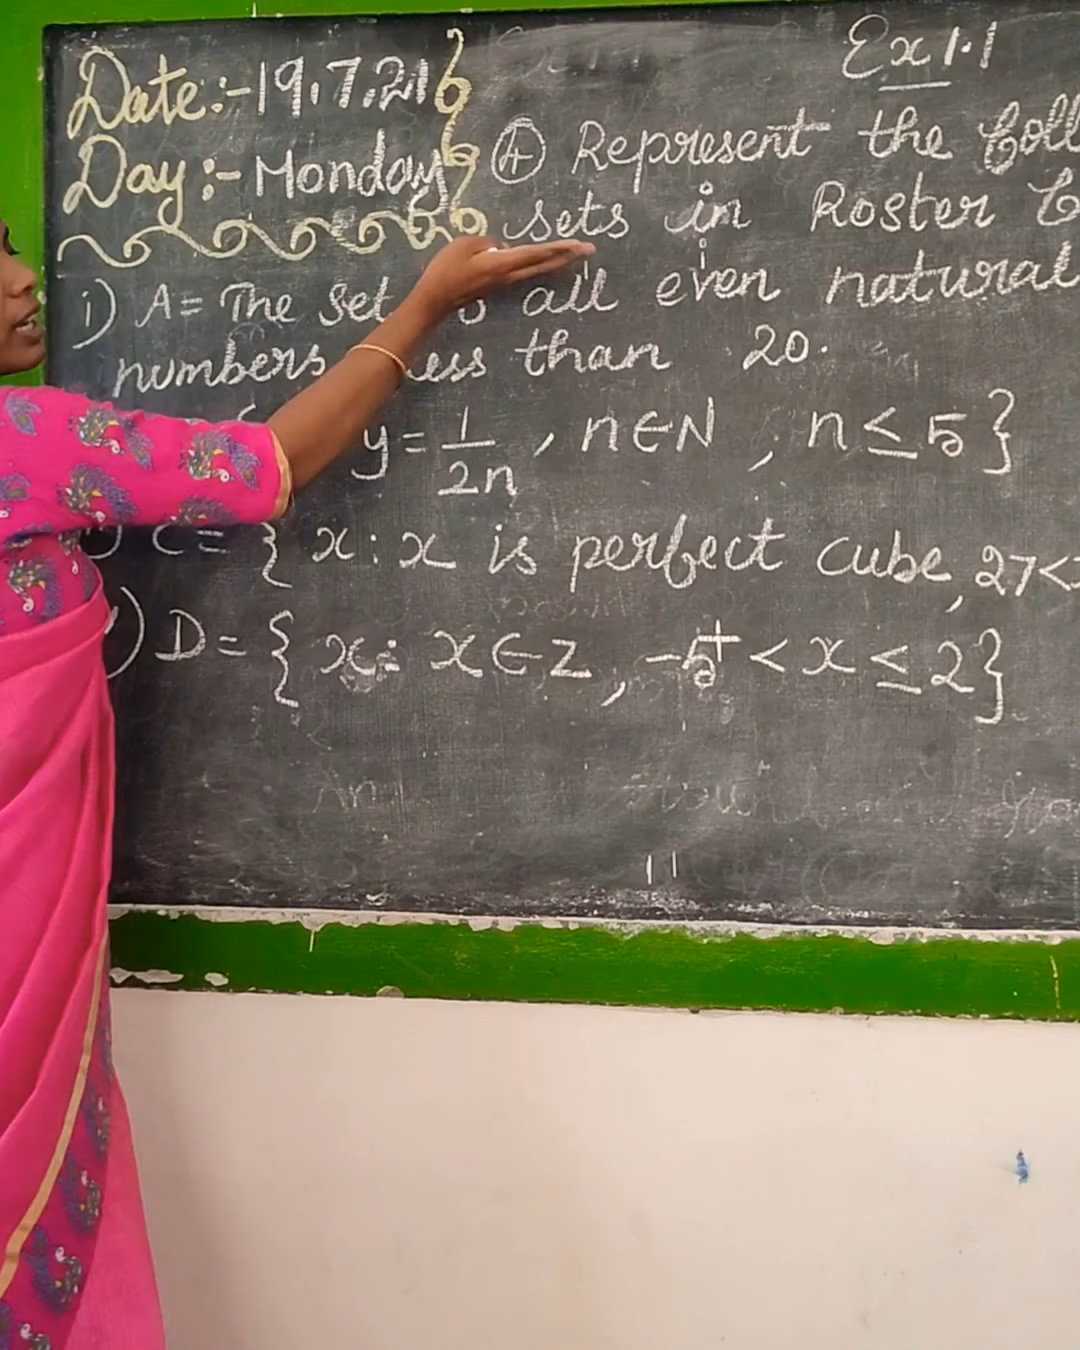 Ex 1.1
Date:-19.7.21
Day:- Monday
④ Represent the
sets in Roster
i) A= The set all even natural
numbers less than 20.
y = 1/2n , n∈N , n≤5}
C= { x : x is perfect cube, 27<
D= { x: x∈Z, -5 < x ≤ 2}